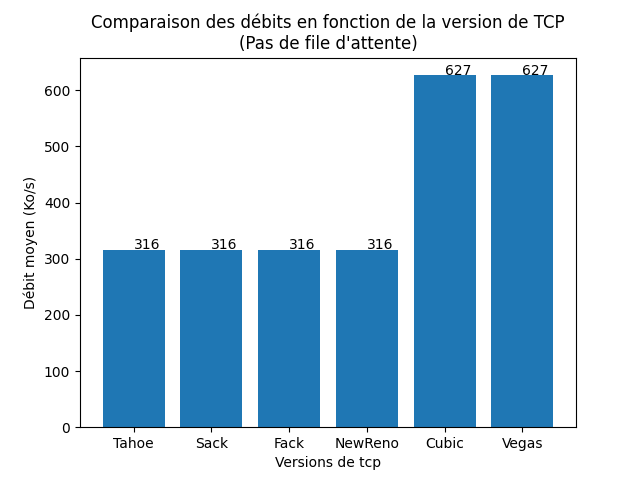 Comparaison des débits en fonction de la version de TCP
(Pas de file d'attente)
627 627
600
500
400
316 316 316 316
300
200
100
0
Débit moyen (Ko/s)
Tahoe Sack Fack NewReno Cubic Vegas
Versions de tcp